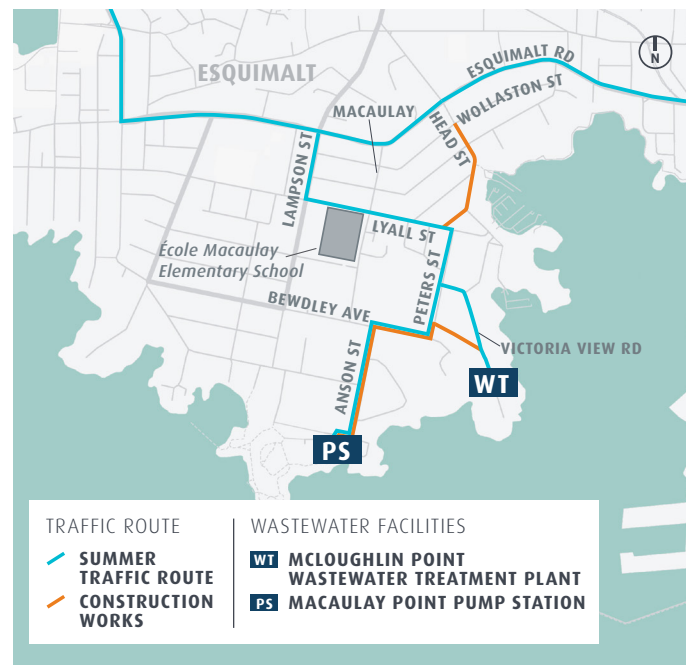 N
ESQUIMALT RD
ESQUIMALT
WOLLASTON ST
MACAULAY
HEAD ST
LAMPSON ST
LYALL ST
École Macaulay
Elementary School
PETERS ST
BEWDLEY AVE
VICTORIA VIEW RD
ANSON ST
WT
PS
TRAFFIC ROUTE
SUMMER
TRAFFIC ROUTE
CONSTRUCTION
WORKS
WASTEWATER FACILITIES
WT MCLOUGHLIN POINT
WASTEWATER TREATMENT PLANT
PS MACAULAY POINT PUMP STATION